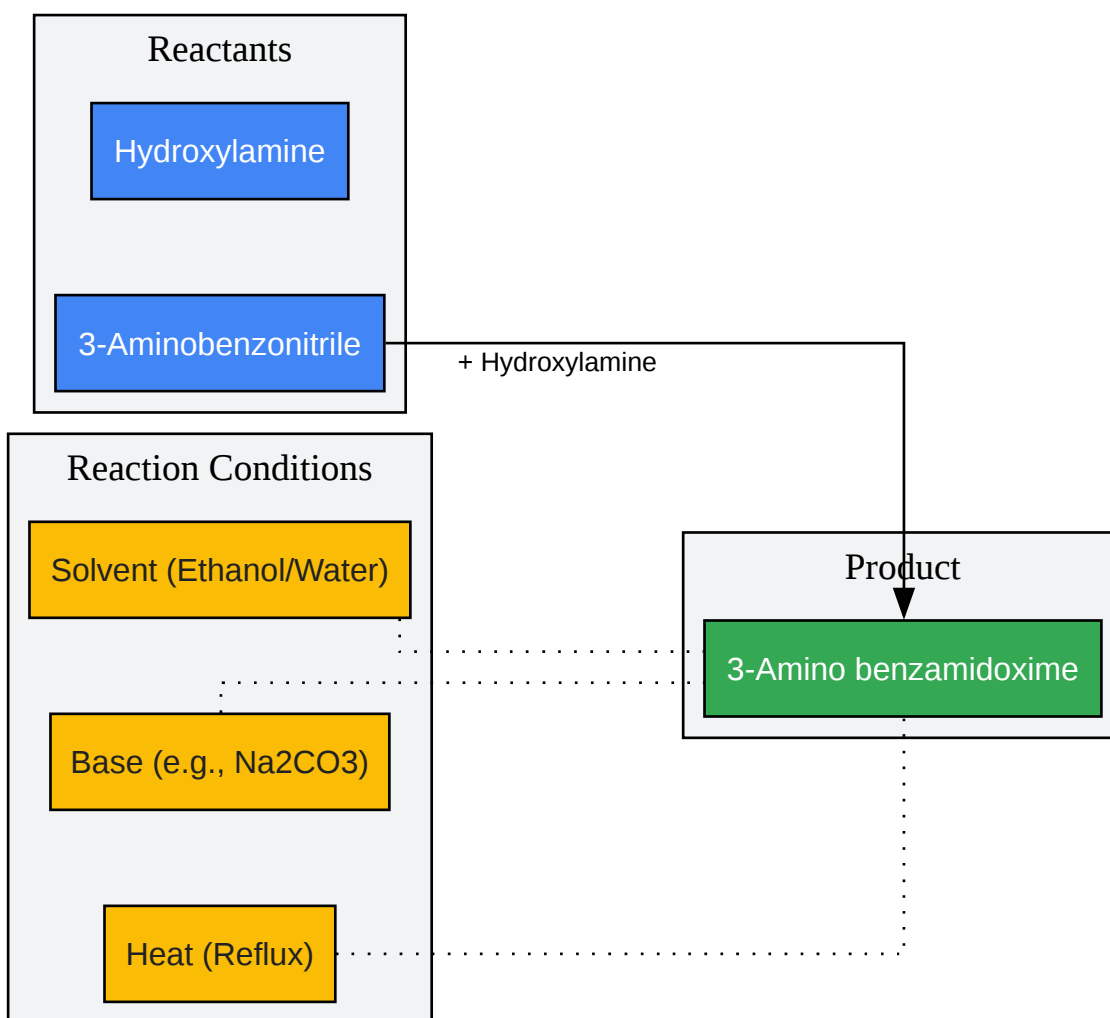 Reactants
Hydroxylamine
3-Aminobenzonitrile
+ Hydroxylamine
Reaction Conditions
Solvent (Ethanol/Water)
Base (e.g., Na2CO3)
Heat (Reflux)
Product
3-Amino benzamidoxime